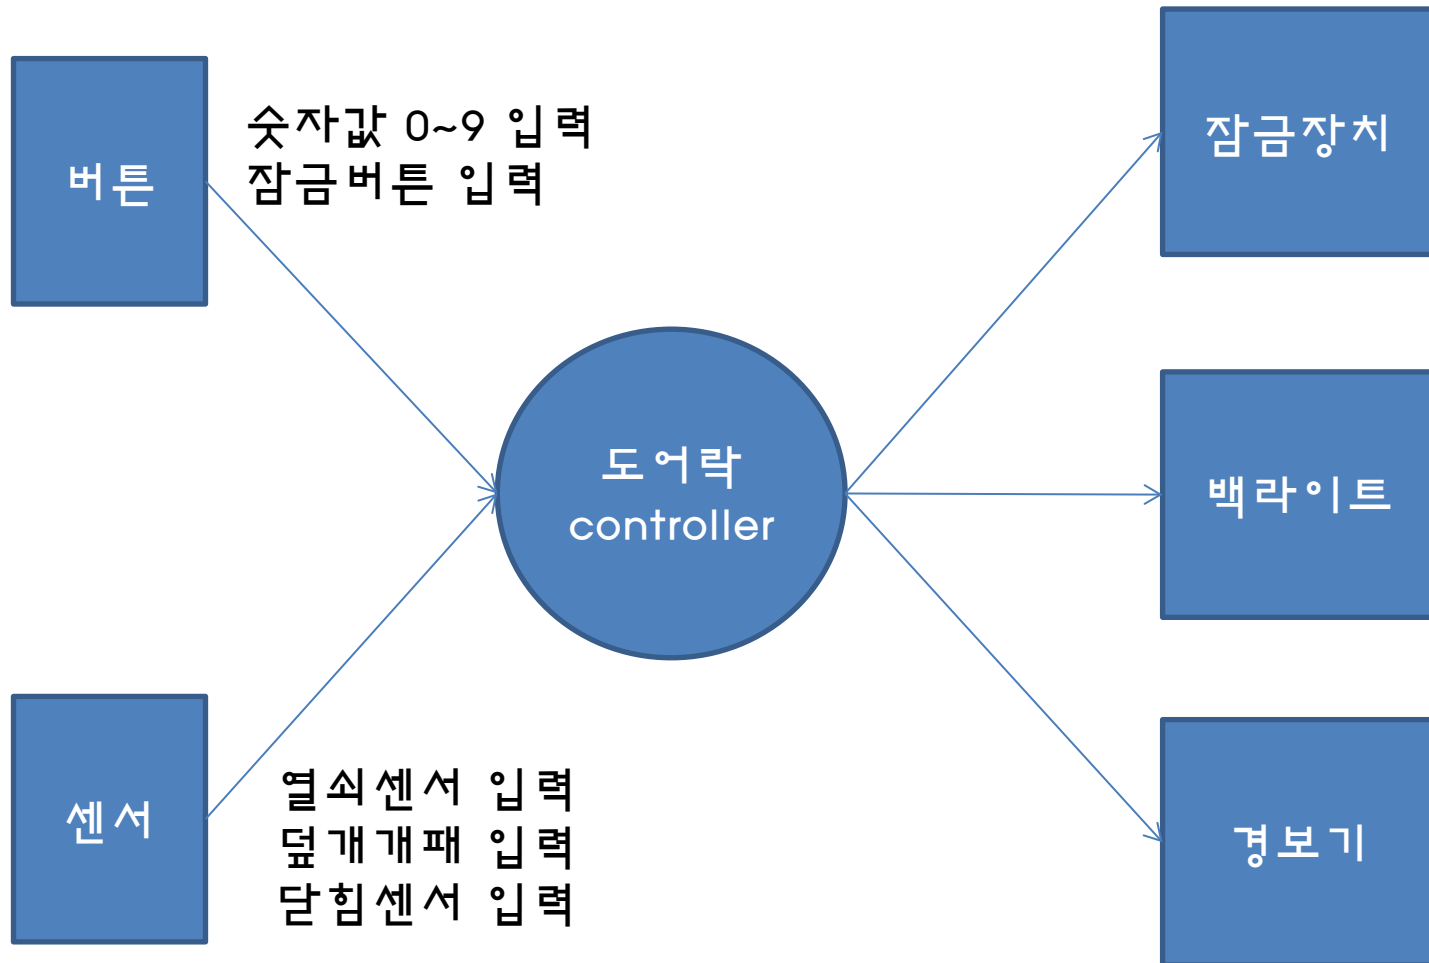 버튼
숫자값 0~9 입력
잠금버튼 입력
잠금장치
도어락
controller
백라이트
센서
열쇠센서 입력
덮개개패 입력
닫힘센서 입력
경보기